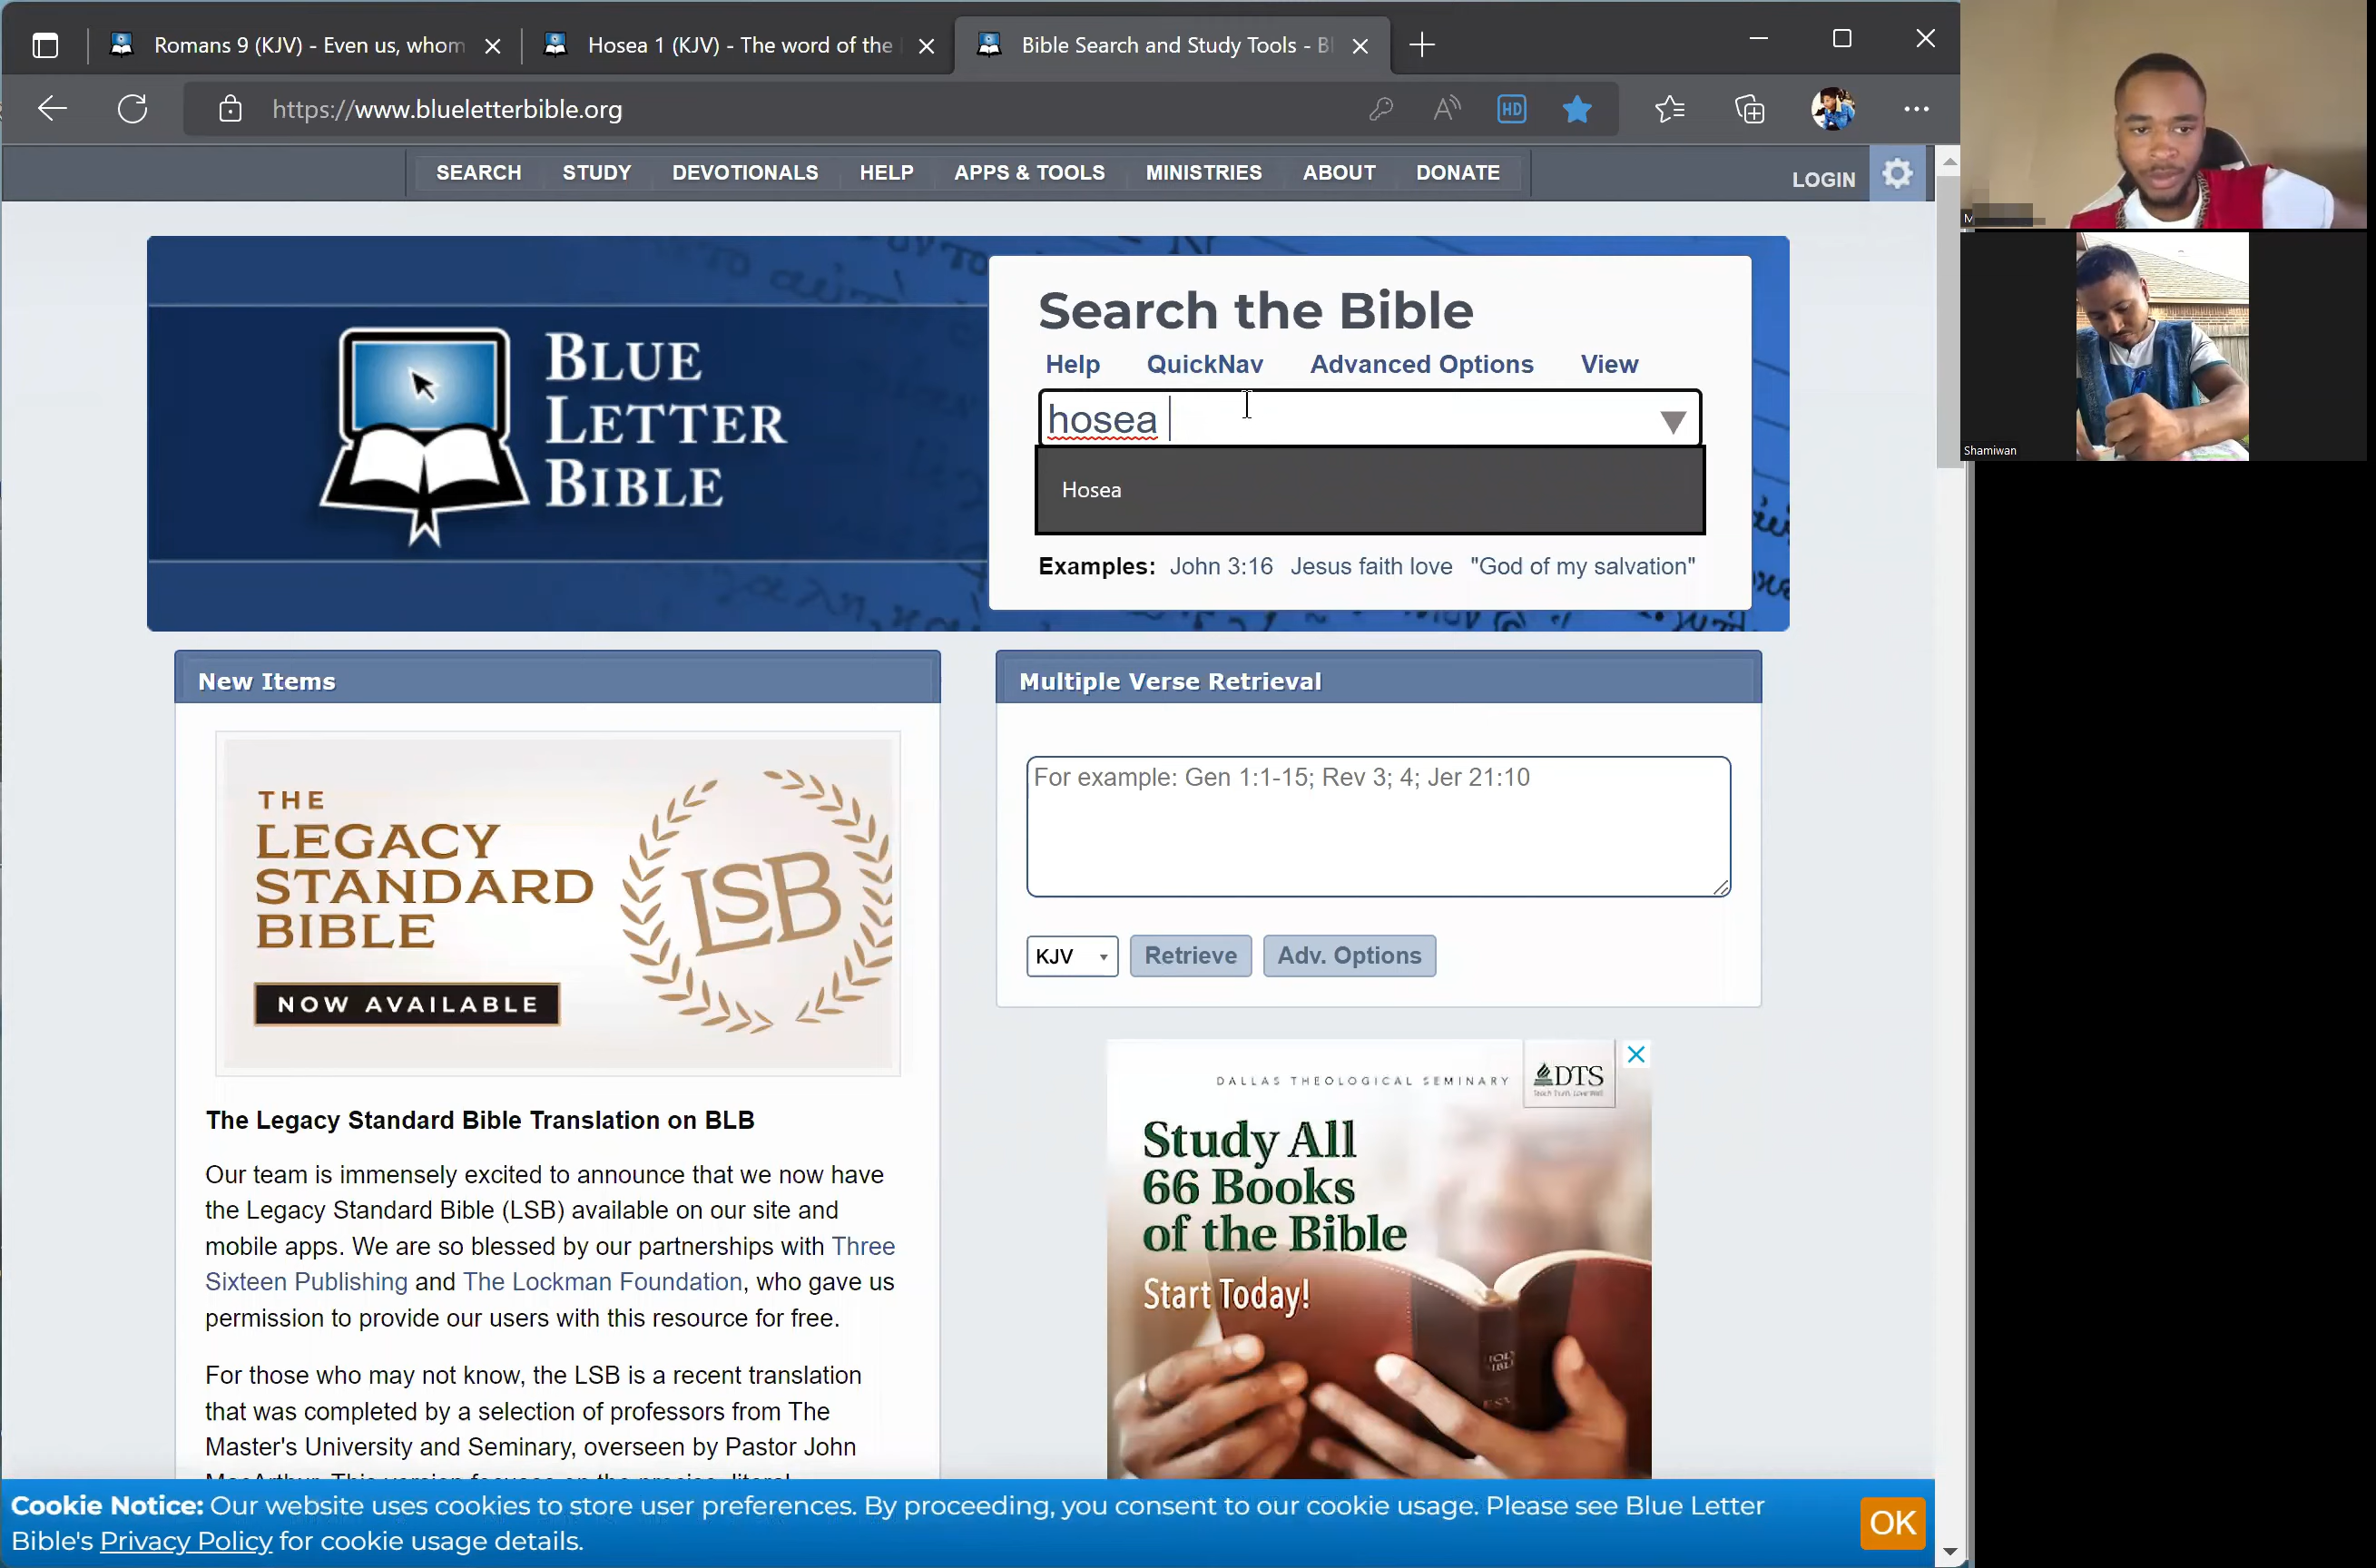 Romans 9 (KJV) - Even us, whom
Hosea 1 (KJV) - The word of the
Bible Search and Study Tools - Bl
https://www.blueletterbible.org
HD
SEARCH STUDY DEVOTIONALS HELP APPS & TOOLS MINISTRIES ABOUT DONATE
LOGIN
BLUE
LETTER
BIBLE
Search the Bible
Help QuickNav Advanced Options View
hosea
Hosea
Examples: John 3:16 Jesus faith love "God of my salvation"
New Items
THE
LEGACY
STANDARD
BIBLE
NOW AVAILABLE
LSB
The Legacy Standard Bible Translation on BLB
Our team is immensely excited to announce that we now have
the Legacy Standard Bible (LSB) available on our site and
mobile apps. We are so blessed by our partnerships with Three
Sixteen Publishing and The Lockman Foundation, who gave us
permission to provide our users with this resource for free.
For those who may not know, the LSB is a recent translation
that was completed by a selection of professors from The
Master's University and Seminary, overseen by Pastor John
Multiple Verse Retrieval
For example: Gen 1:1-15; Rev 3; 4; Jer 21:10
KJV Retrieve Adv. Options
DALLAS THEOLOGICAL SEMINARY
DTS
Teach Truth. Love Well.
Study All
66 Books
of the Bible
Start Today!
HOLY
BIBLE
Cookie Notice: Our website uses cookies to store user preferences. By proceeding, you consent to our cookie usage. Please see Blue Letter
Bible's Privacy Policy for cookie usage details.
OK
M
Shamiwan